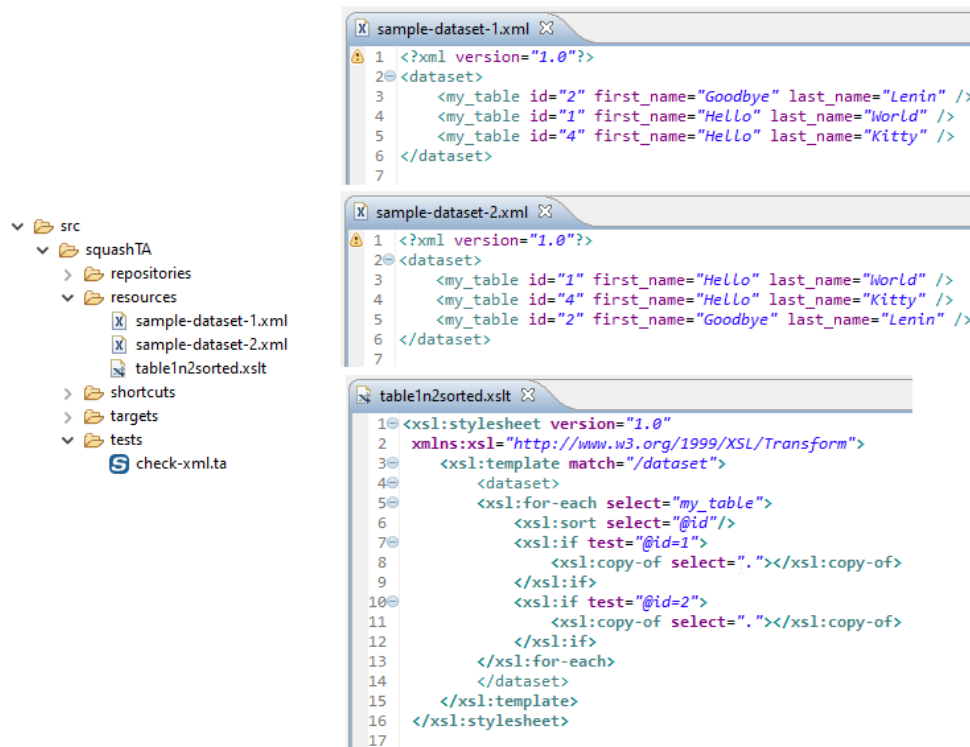 src
squashTA
repositories
resources
sample-dataset-1.xml
sample-dataset-2.xml
table1n2sorted.xslt
shortcuts
targets
tests
check-xml.ta
sample-dataset-1.xml
1 <?xml version="1.0"?>
2 <dataset>
3 <my_table id="2" first_name="Goodbye" last_name="Lenin" />
4 <my_table id="1" first_name="Hello" last_name="World" />
5 <my_table id="4" first_name="Hello" last_name="Kitty" />
6 </dataset>
7
sample-dataset-2.xml
1 <?xml version="1.0"?>
2 <dataset>
3 <my_table id="1" first_name="Hello" last_name="World" />
4 <my_table id="4" first_name="Hello" last_name="Kitty" />
5 <my_table id="2" first_name="Goodbye" last_name="Lenin" />
6 </dataset>
7
table1n2sorted.xslt
1 <xsl:stylesheet version="1.0"
2 xmlns:xsl="http://www.w3.org/1999/XSL/Transform">
3 <xsl:template match="/dataset">
4 <dataset>
5 <xsl:for-each select="my_table">
6 <xsl:sort select="@id"/>
7 <xsl:if test="@id=1">
8 <xsl:copy-of select="."></xsl:copy-of>
9 </xsl:if>
10 <xsl:if test="@id=2">
11 <xsl:copy-of select="."></xsl:copy-of>
12 </xsl:if>
13 </xsl:for-each>
14 </dataset>
15 </xsl:template>
16 </xsl:stylesheet>
17